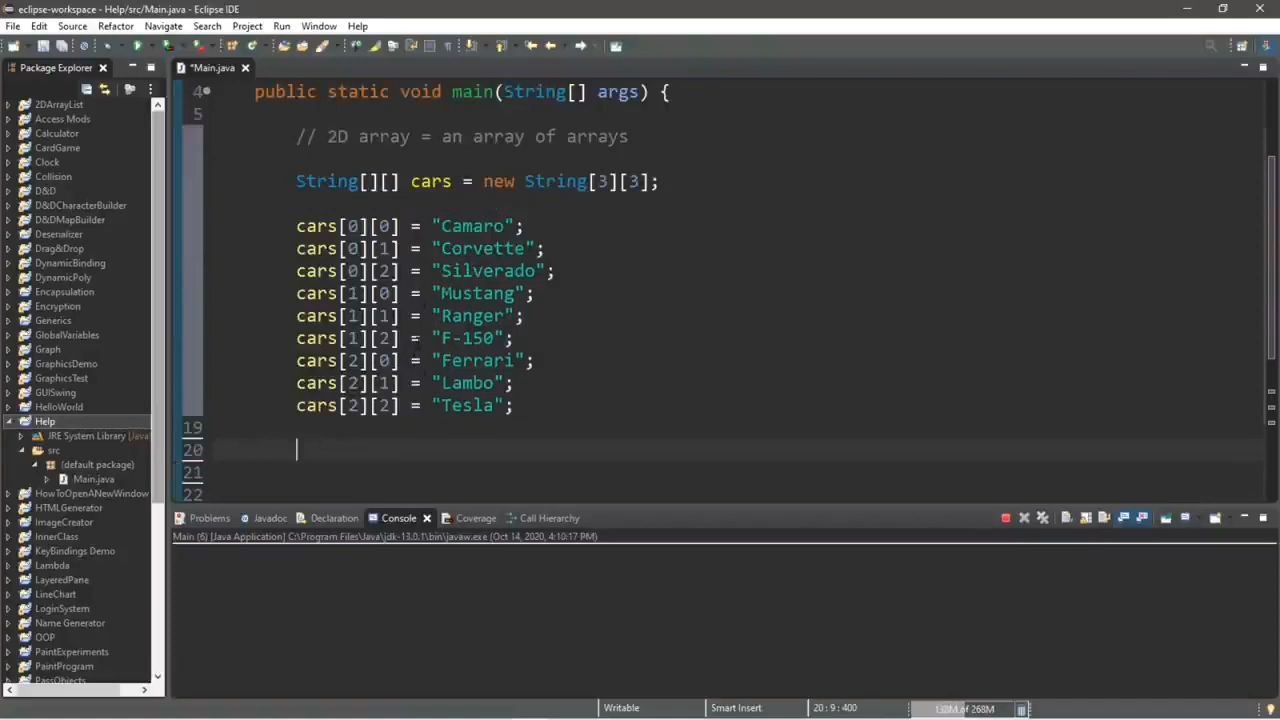 eclipse-workspace - Help/src/Main.java - Eclipse IDE
File Edit Source Refactor Navigate Search Project Run Window Help
Package Explorer
*Main.java
2DArrayList
Access Mods
Calculator
CardGame
Clock
Collision
D&D
D&DCharacterBuilder
D&DMapBuilder
Deserializer
Drag&Drop
DynamicBinding
DynamicPoly
Encapsulation
Encryption
Generics
GlobalVariables
Graph
GraphicsDemo
GraphicsTest
GUISwing
HelloWorld
Help
JRE System Library [Java
src
(default package)
Main.java
HowToOpenANewWindow
HTMLGenerator
ImageCreator
InnerClass
KeyBindings Demo
Lambda
LayeredPane
LineChart
LoginSystem
Name Generator
OOP
PaintExperiments
PaintProgram
PassObjects
4 public static void main(String[] args) {
5
// 2D array = an array of arrays
String[][] cars = new String[3][3];
cars[0][0] = "Camaro";
cars[0][1] = "Corvette";
cars[0][2] = "Silverado";
cars[1][0] = "Mustang";
cars[1][1] = "Ranger";
cars[1][2] = "F-150";
cars[2][0] = "Ferrari";
cars[2][1] = "Lambo";
cars[2][2] = "Tesla";
19
20
21
22
Problems Javadoc Declaration Console Coverage Call Hierarchy
Main (6) [Java Application] C:\Program Files\Java\jdk-13.0.1\bin\javaw.exe (Oct 14, 2020, 4:10:17 PM)
Writable Smart Insert 20 : 9 : 400 138M of 268M